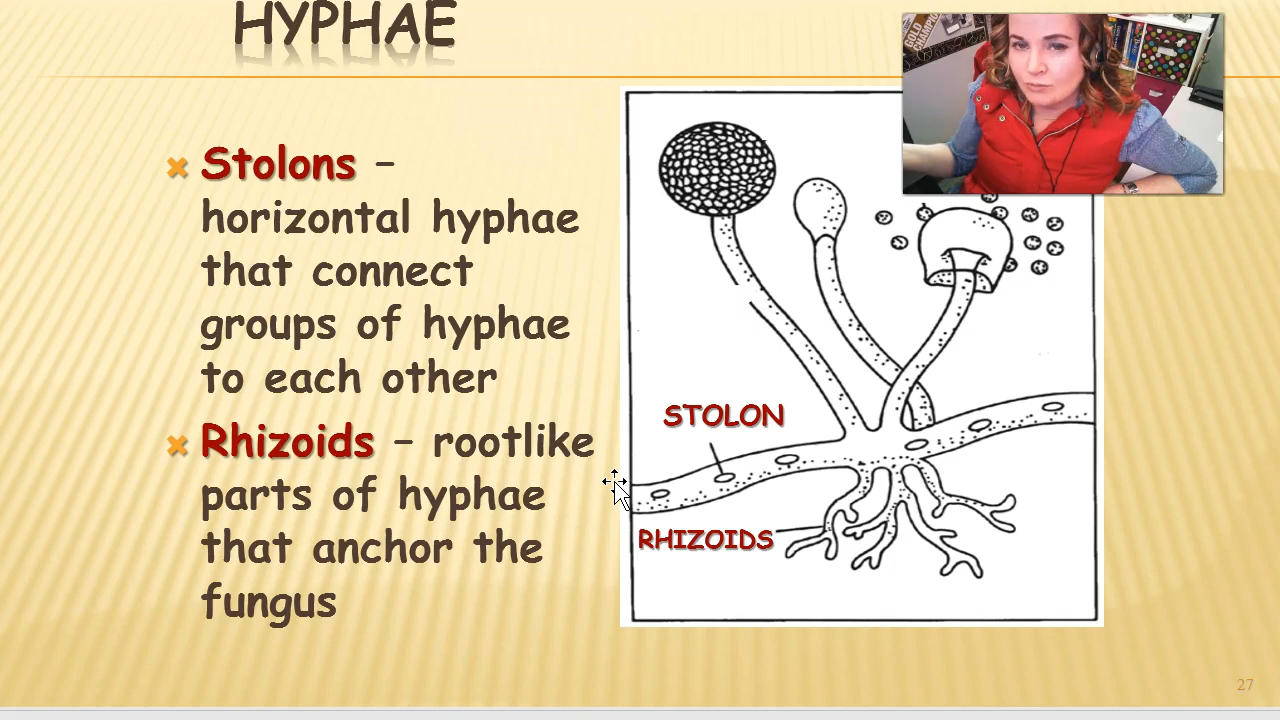 HYPHAE
Stolons –
horizontal hyphae
that connect
groups of hyphae
to each other
Rhizoids – rootlike
parts of hyphae
that anchor the
fungus
STOLON
RHIZOIDS
27